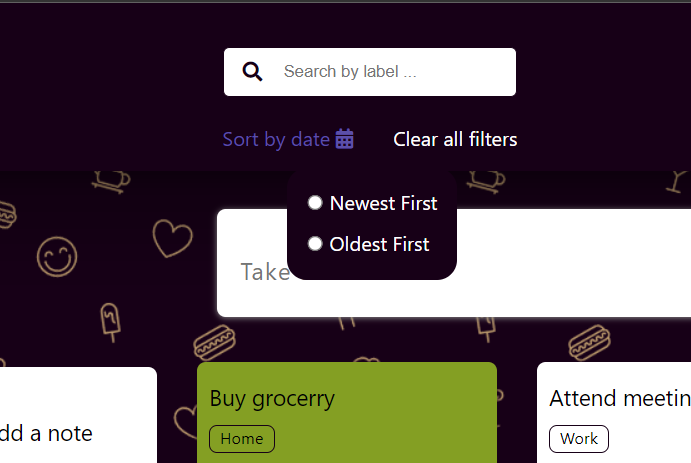 Search by label ...
Sort by date Clear all filters
Newest First
Oldest First
Take
Buy grocerry
Home
Attend meetin
Work
dd a note